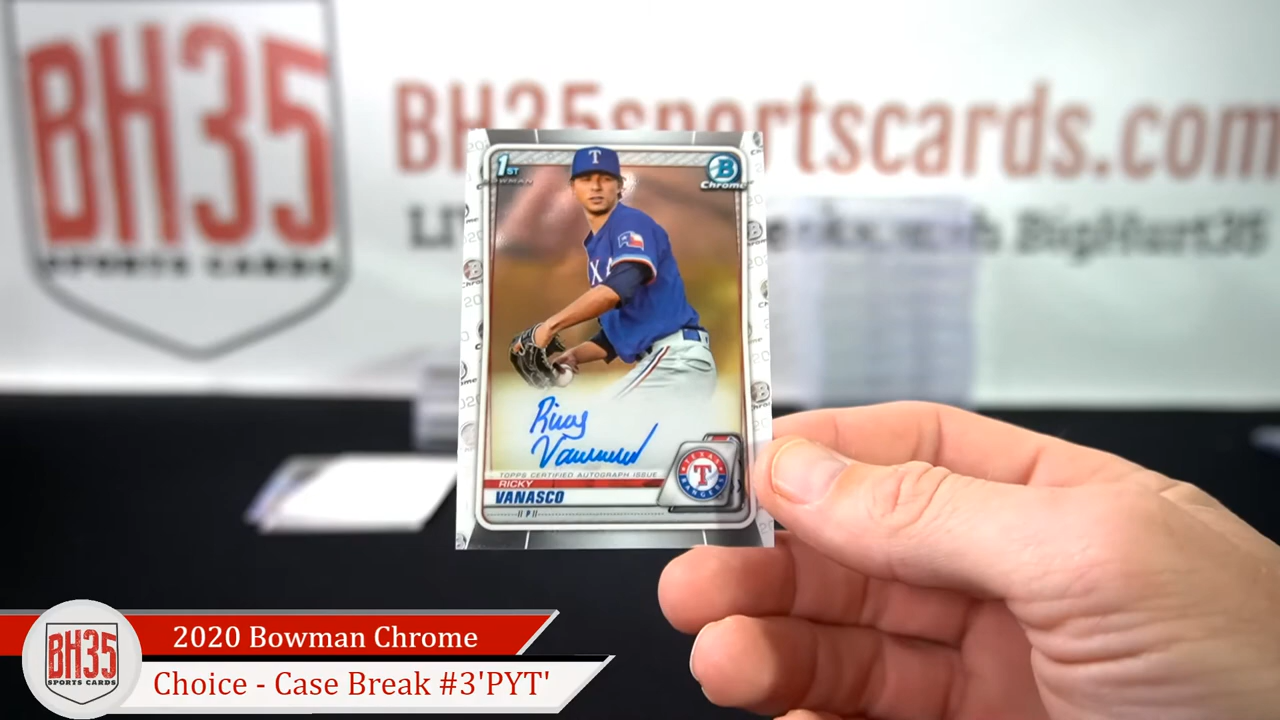 BH35
SPORTS CARDS
BH35sportscards.com
1ST
BOWMAN
B
Chrome
T
Ricky
Vanasco
TOPPS CERTIFIED AUTOGRAPH ISSUE
RICKY
VANASCO
P
TEXAS
T
RANGERS
BH35
SPORTS CARDS
2020 Bowman Chrome
Choice - Case Break #3'PYT'